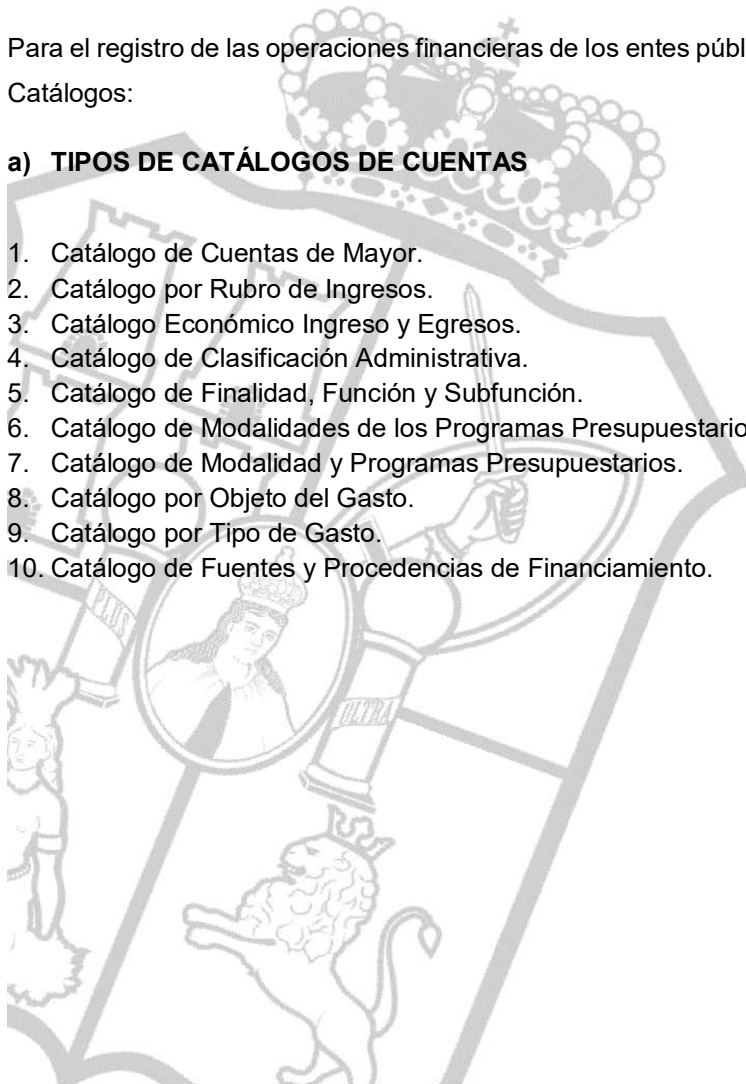 Para el registro de las operaciones financieras de los entes públ
Catálogos:
a) TIPOS DE CATÁLOGOS DE CUENTAS
1. Catálogo de Cuentas de Mayor.
2. Catálogo por Rubro de Ingresos.
3. Catálogo Económico Ingreso y Egresos.
4. Catálogo de Clasificación Administrativa.
5. Catálogo de Finalidad, Función y Subfunción.
6. Catálogo de Modalidades de los Programas Presupuestario
7. Catálogo de Modalidad y Programas Presupuestarios.
8. Catálogo por Objeto del Gasto.
9. Catálogo por Tipo de Gasto.
10. Catálogo de Fuentes y Procedencias de Financiamiento.
PLUS
ULTRA